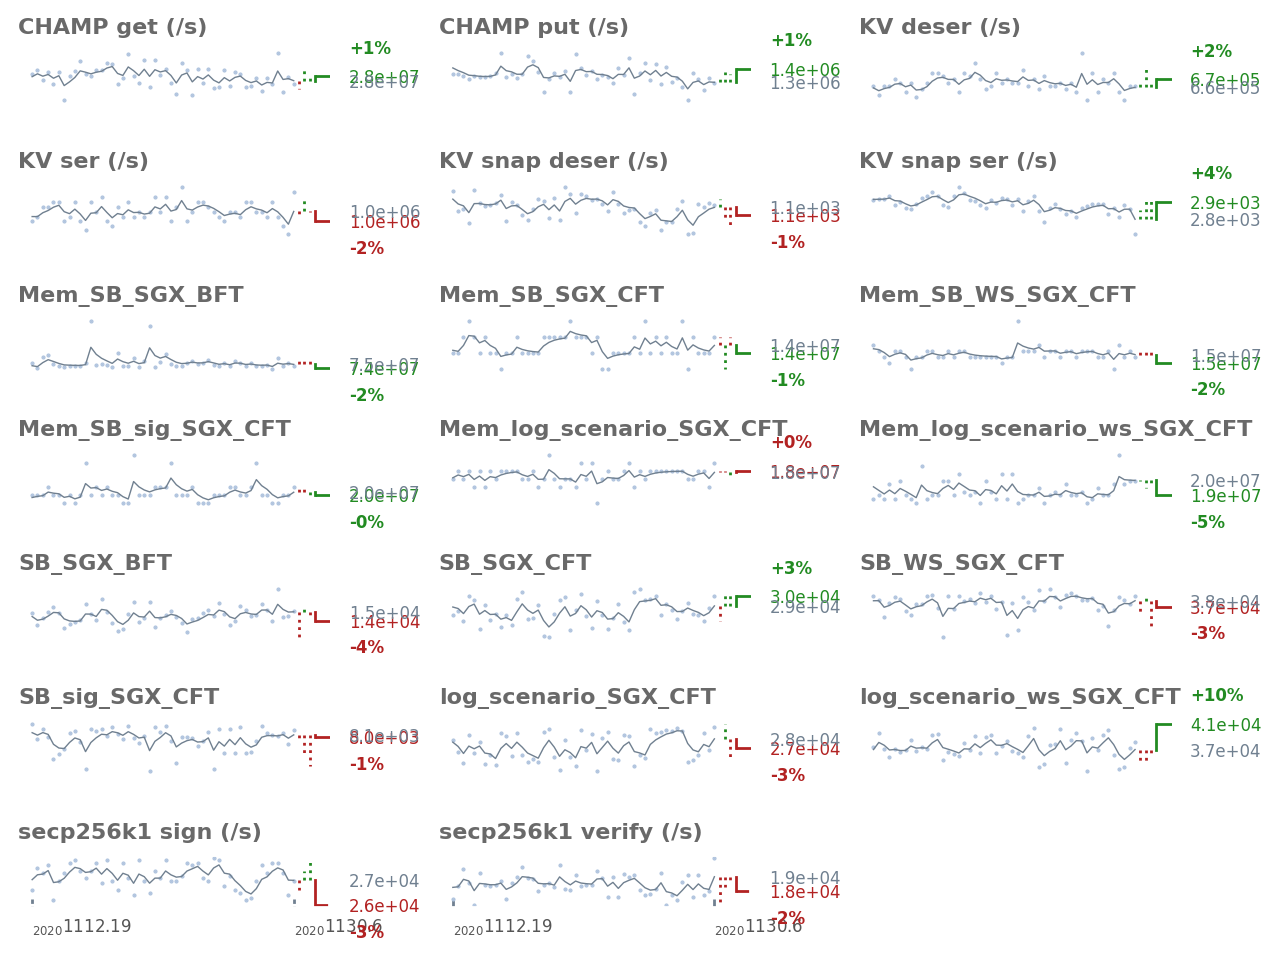 CHAMP get (/s)
+1%
2.8e+07
2.8e+07
CHAMP put (/s)
+1%
1.4e+06
1.3e+06
KV deser (/s)
+2%
6.7e+05
6.6e+05
KV ser (/s)
1.0e+06
1.0e+06
-2%
KV snap deser (/s)
1.1e+03
1.1e+03
-1%
KV snap ser (/s)
+4%
2.9e+03
2.8e+03
Mem_SB_SGX_BFT
7.5e+07
7.4e+07
-2%
Mem_SB_SGX_CFT
1.4e+07
1.4e+07
-1%
Mem_SB_WS_SGX_CFT
1.5e+07
1.5e+07
-2%
Mem_SB_sig_SGX_CFT
2.0e+07
2.0e+07
-0%
Mem_log_scenario_SGX_CFT
+0%
1.8e+07
1.8e+07
Mem_log_scenario_ws_SGX_CFT
2.0e+07
1.9e+07
-5%
SB_SGX_BFT
1.5e+04
1.4e+04
-4%
SB_SGX_CFT
+3%
3.0e+04
2.9e+04
SB_WS_SGX_CFT
3.8e+04
3.7e+04
-3%
SB_sig_SGX_CFT
8.1e+03
8.0e+03
-1%
log_scenario_SGX_CFT
2.8e+04
2.7e+04
-3%
log_scenario_ws_SGX_CFT
+10%
4.1e+04
3.7e+04
secp256k1 sign (/s)
2.7e+04
2.6e+04
-3%
20201112.19
20201130.6
secp256k1 verify (/s)
1.9e+04
1.8e+04
-2%
20201112.19
20201130.6